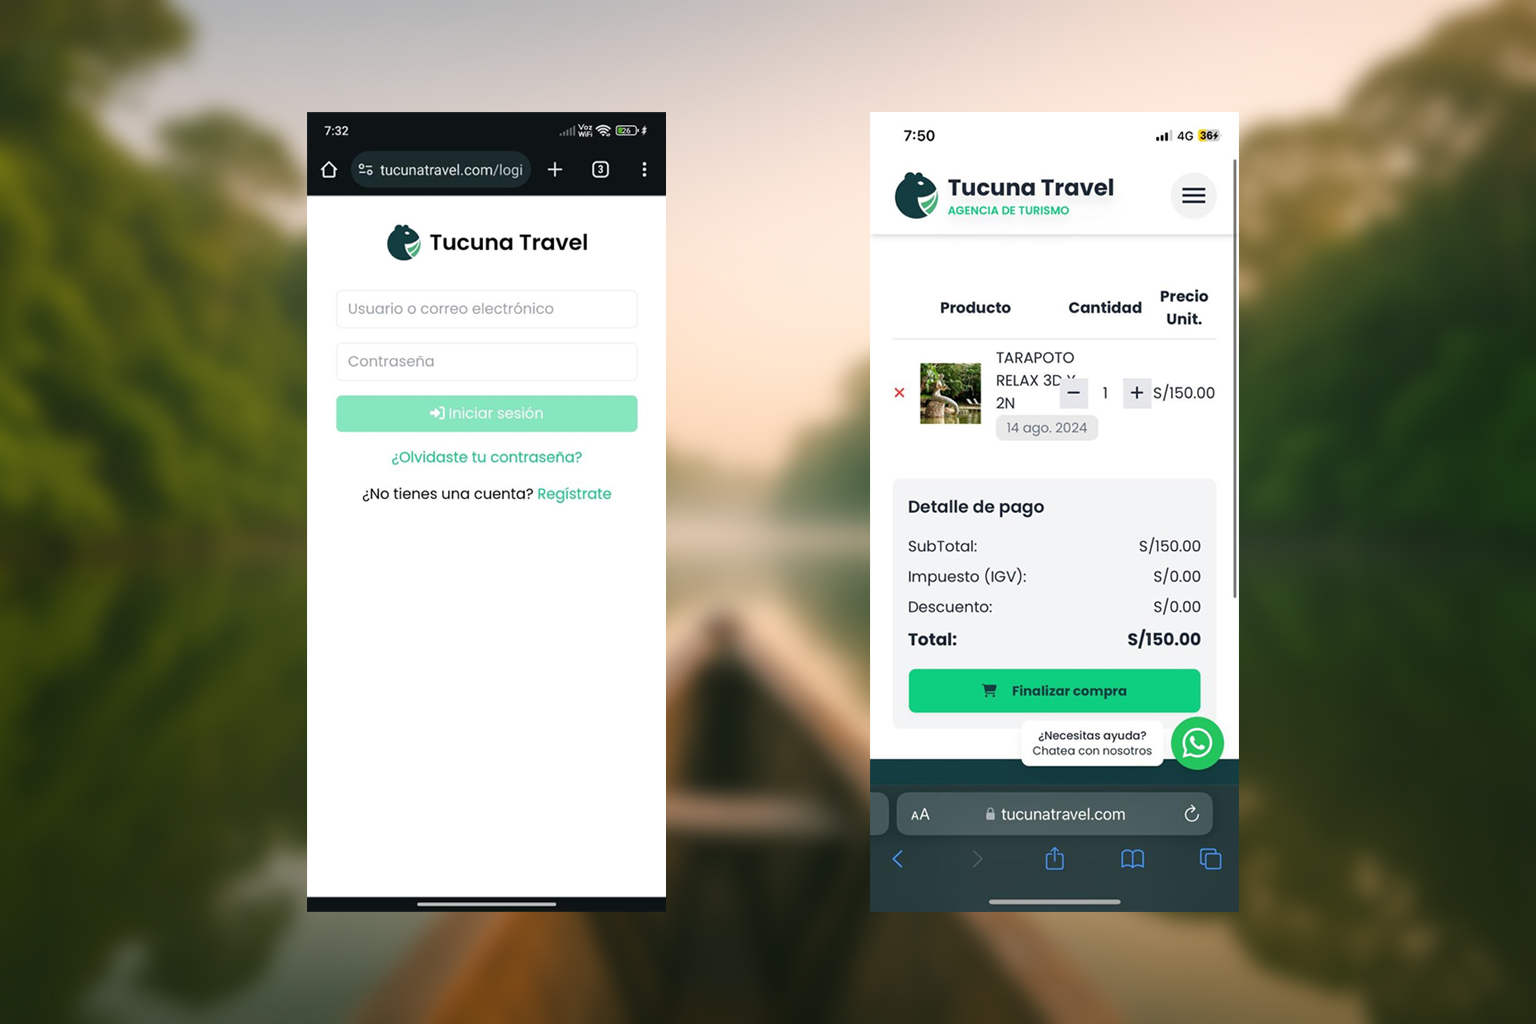 7:32
Voz
WiFi
26
tucunatravel.com/logi
3
Tucuna Travel
Usuario o correo electrónico
Contraseña
Iniciar sesión
¿Olvidaste tu contraseña?
¿No tienes una cuenta? Regístrate
7:50
4G
36
Tucuna Travel
AGENCIA DE TURISMO
Producto
Cantidad
Precio
Unit.
TARAPOTO
RELAX 3D Y
2N
14 ago. 2024
− 1 +
S/150.00
Detalle de pago
SubTotal: S/150.00
Impuesto (IGV): S/0.00
Descuento: S/0.00
Total: S/150.00
Finalizar compra
¿Necesitas ayuda?
Chatea con nosotros
AA
tucunatravel.com